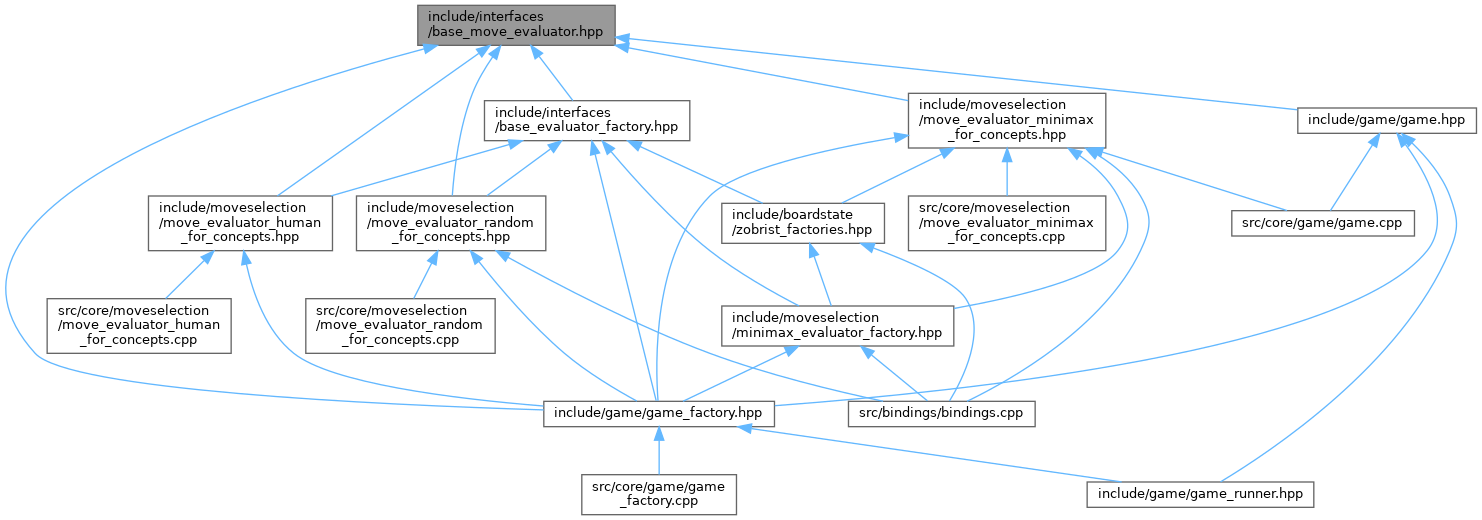 include/interfaces
/base_move_evaluator.hpp
include/interfaces
/base_evaluator_factory.hpp
include/moveselection
/move_evaluator_minimax
_for_concepts.hpp
include/game/game.hpp
include/moveselection
/move_evaluator_human
_for_concepts.hpp
include/moveselection
/move_evaluator_random
_for_concepts.hpp
include/boardstate
/zobrist_factories.hpp
src/core/moveselection
/move_evaluator_minimax
_for_concepts.cpp
src/core/game/game.cpp
src/core/moveselection
/move_evaluator_human
_for_concepts.cpp
src/core/moveselection
/move_evaluator_random
_for_concepts.cpp
include/moveselection
/minimax_evaluator_factory.hpp
include/game/game_factory.hpp
src/bindings/bindings.cpp
src/core/game/game
_factory.cpp
include/game/game_runner.hpp